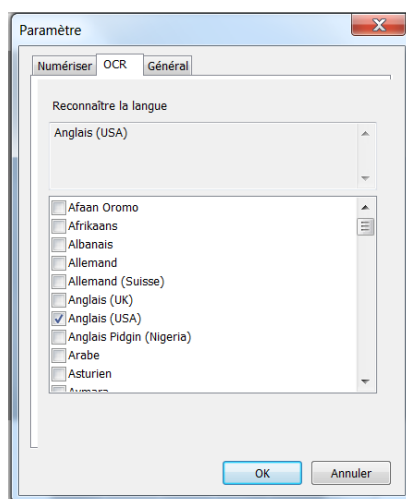 Paramètre
Numériser OCR Général
Reconnaître la langue
Anglais (USA)
Afaan Oromo
Afrikaans
Albanais
Allemand
Allemand (Suisse)
Anglais (UK)
Anglais (USA)
Anglais Pidgin (Nigeria)
Arabe
Asturien
Aymara
OK Annuler